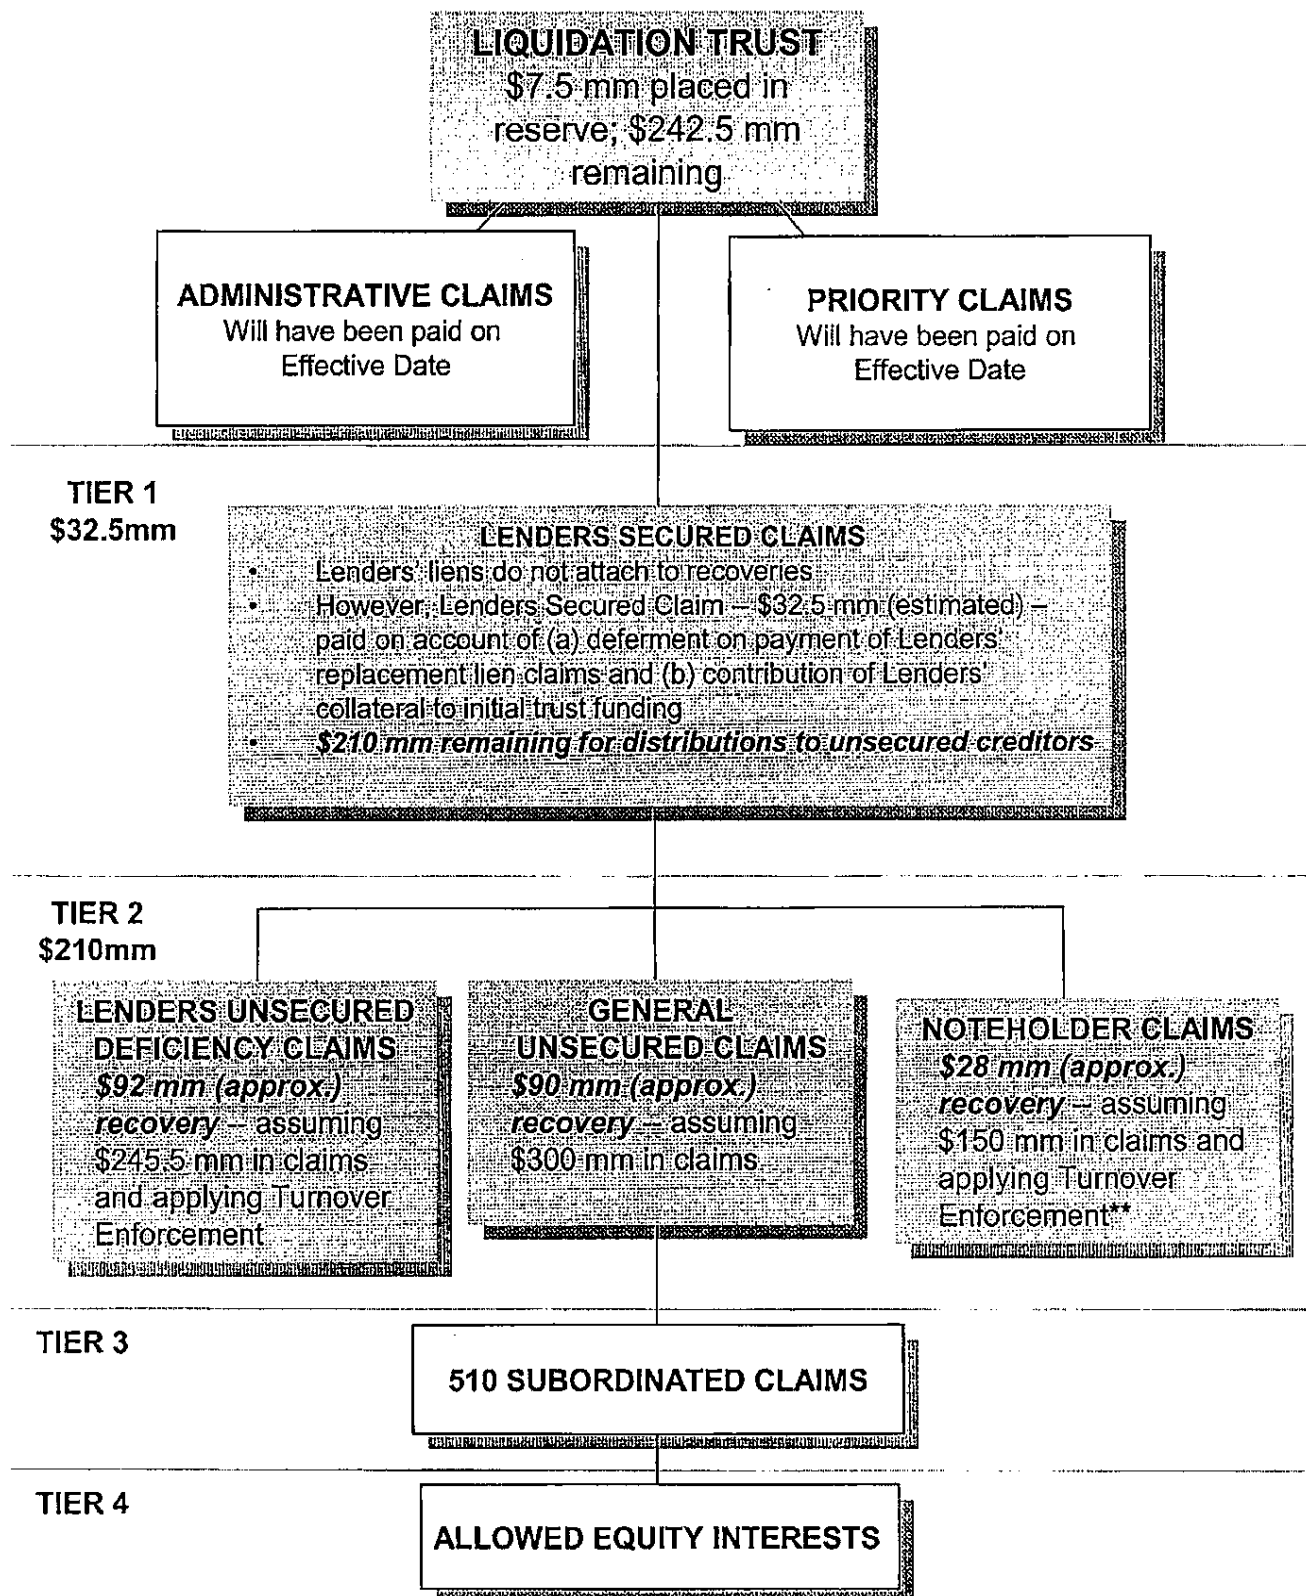 LIQUIDATION TRUST
$7.5 mm placed in
reserve; $242.5 mm
remaining
ADMINISTRATIVE CLAIMS
Will have been paid on
Effective Date
PRIORITY CLAIMS
Will have been paid on
Effective Date
TIER 1
$32.5mm
LENDERS SECURED CLAIMS
• Lenders' liens do not attach to recoveries
• However, Lenders Secured Claim – $32.5 mm (estimated) –
paid on account of (a) deferment on payment of Lenders'
replacement lien claims and (b) contribution of Lenders'
collateral to initial trust funding
• $210 mm remaining for distributions to unsecured creditors
TIER 2
$210mm
LENDERS UNSECURED
DEFICIENCY CLAIMS
$92 mm (approx.)
recovery – assuming
$245.5 mm in claims
and applying Turnover
Enforcement
GENERAL
UNSECURED CLAIMS
$90 mm (approx.)
recovery – assuming
$300 mm in claims
NOTEHOLDER CLAIMS
$28 mm (approx.)
recovery – assuming
$150 mm in claims and
applying Turnover
Enforcement**
TIER 3
510 SUBORDINATED CLAIMS
TIER 4
ALLOWED EQUITY INTERESTS